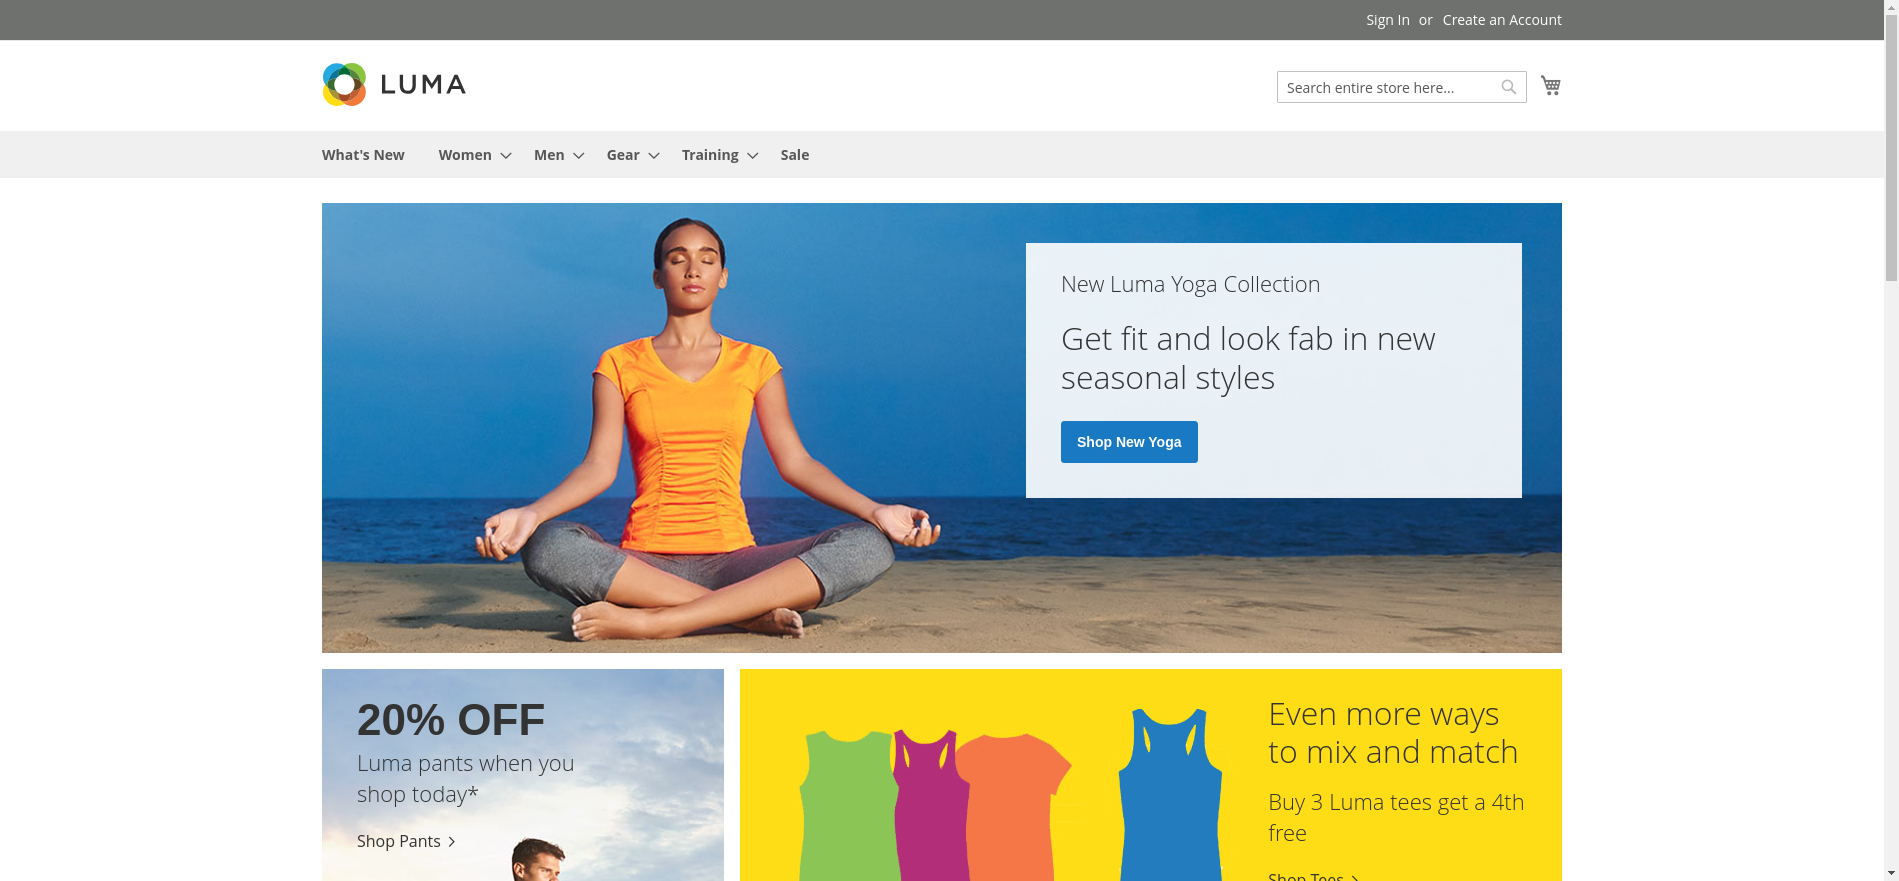 Sign In or Create an Account
LUMA
Search entire store here...
What's New Women Men Gear Training Sale
New Luma Yoga Collection
Get fit and look fab in new
seasonal styles
Shop New Yoga
20% OFF
Luma pants when you
shop today*
Shop Pants
Even more ways
to mix and match
Buy 3 Luma tees get a 4th
free
Shop Tees